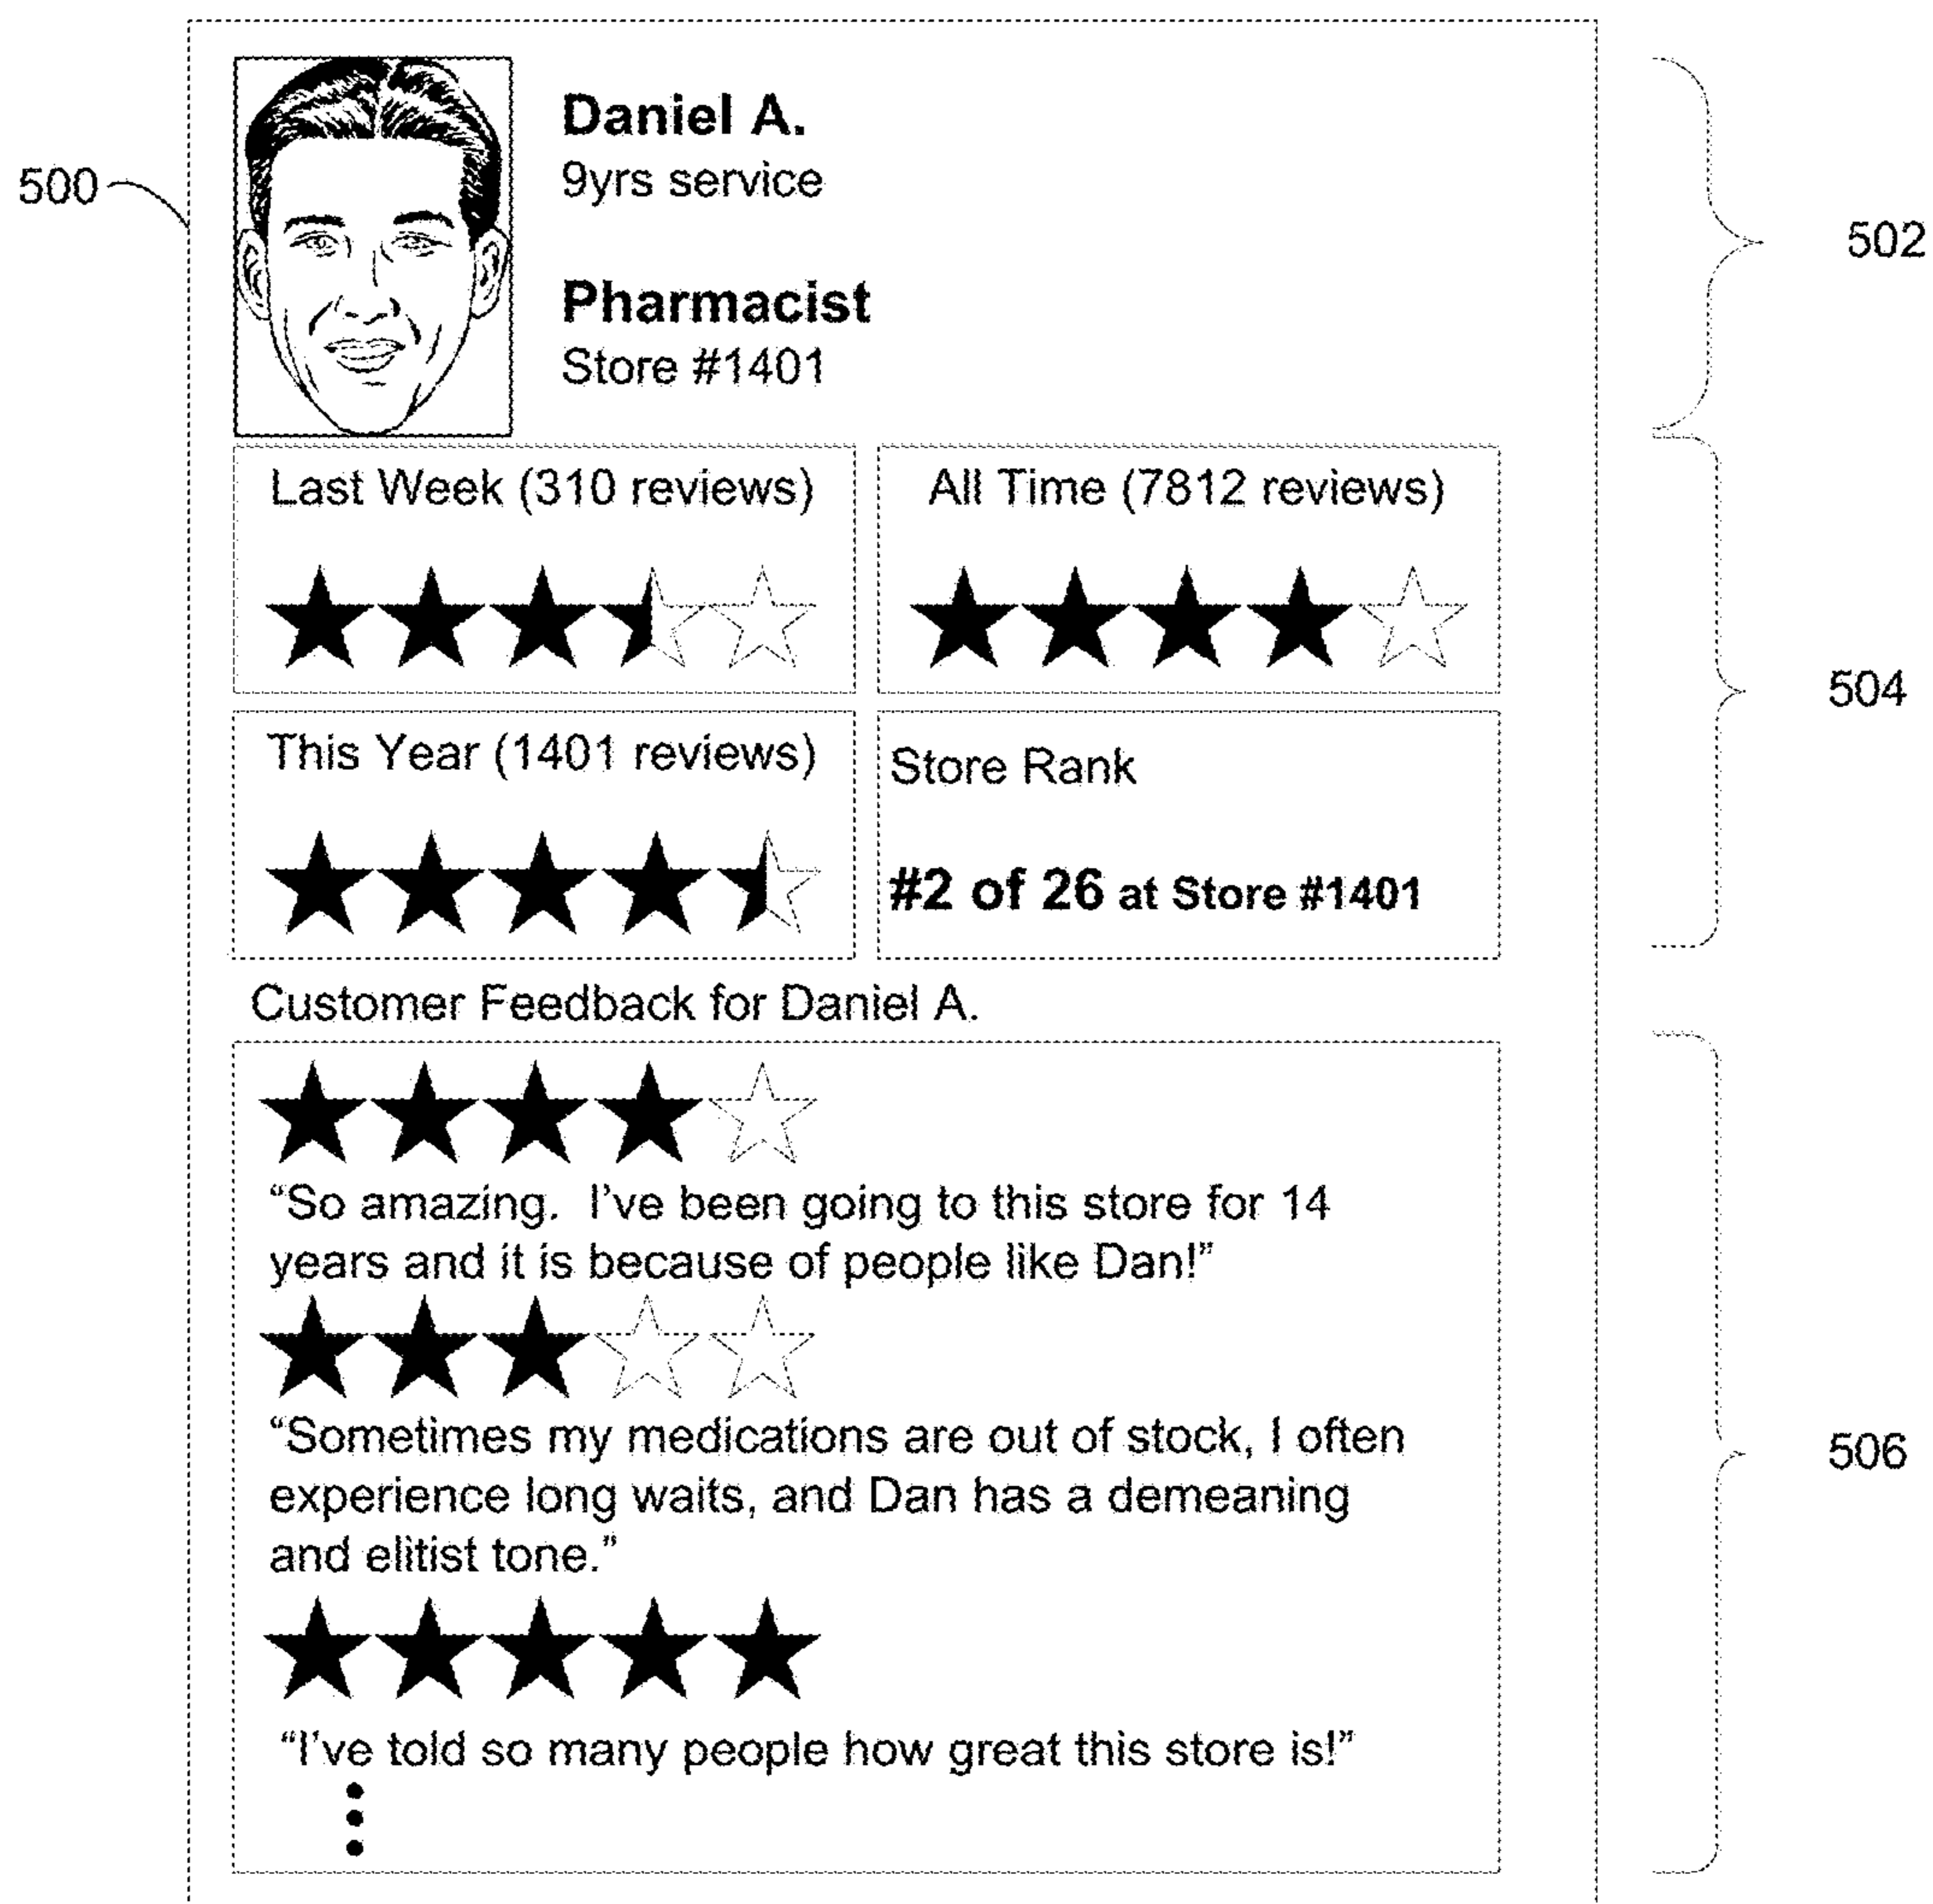 500
Daniel A.
9yrs service
Pharmacist
Store #1401
502
Last Week (310 reviews)
All Time (7812 reviews)
504
This Year (1401 reviews)
Store Rank
#2 of 26 at Store #1401
Customer Feedback for Daniel A.
“So amazing.  I’ve been going to this store for 14
years and it is because of people like Dan!”
“Sometimes my medications are out of stock, I often
experience long waits, and Dan has a demeaning
and elitist tone.”
506
“I’ve told so many people how great this store is!”